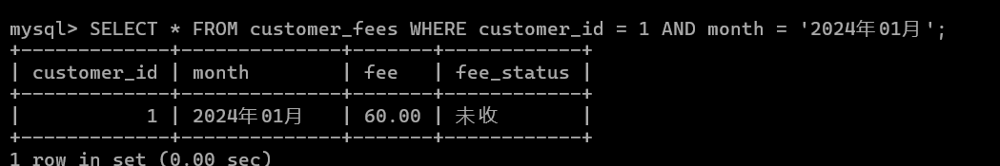 mysql> SELECT * FROM customer_fees WHERE customer_id = 1 AND month = '2024年01月';
+-------------+--------------+-------+------------+
| customer_id | month        | fee   | fee_status |
+-------------+--------------+-------+------------+
|           1 | 2024年01月   | 60.00 | 未收       |
+-------------+--------------+-------+------------+
1 row in set (0.00 sec)